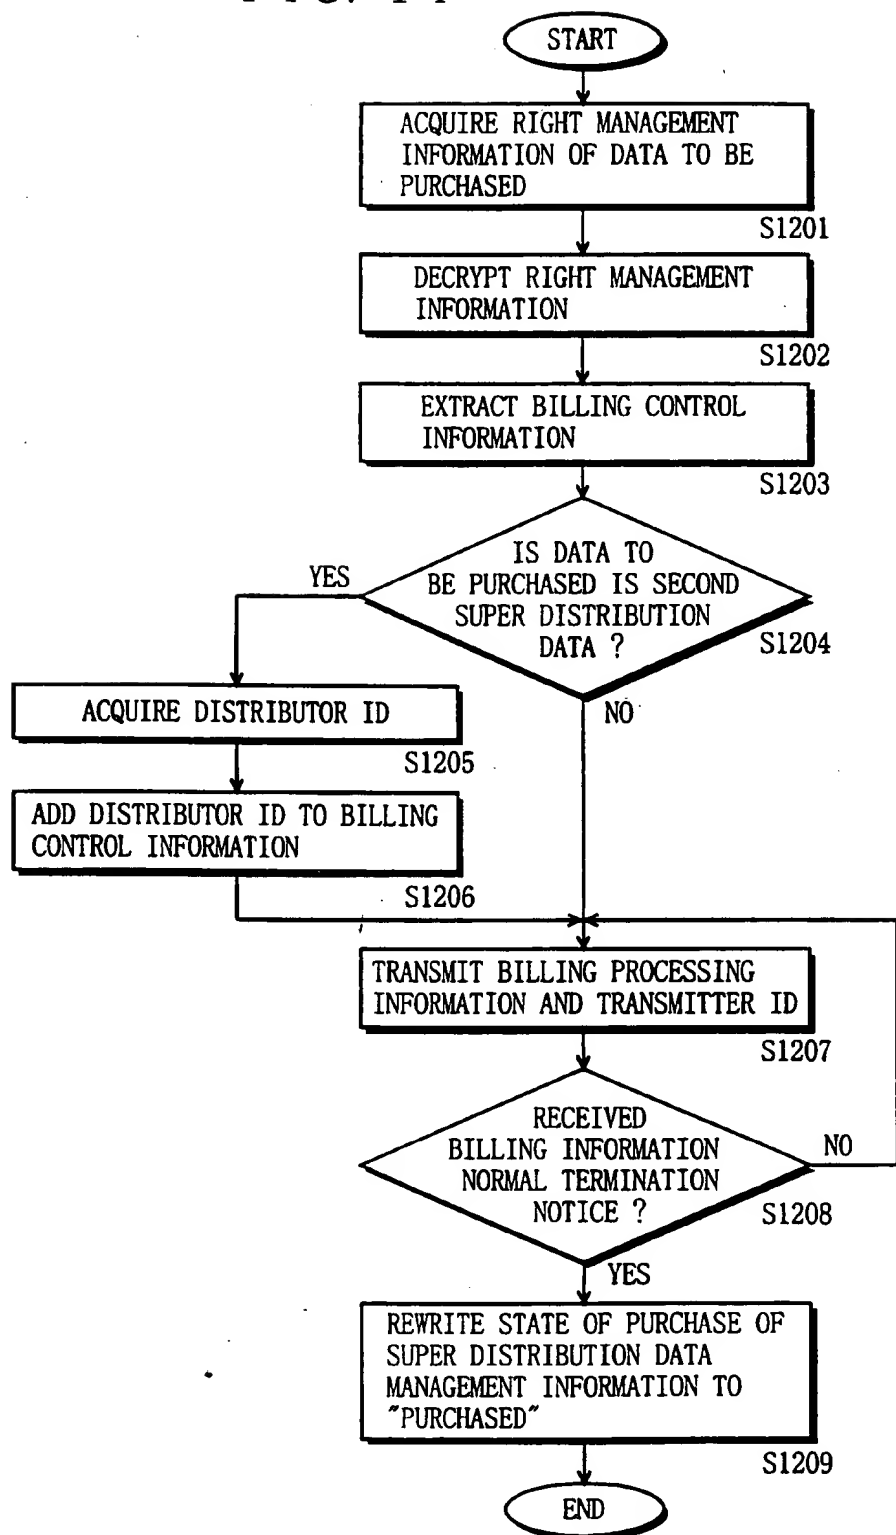 START
ACQUIRE RIGHT MANAGEMENT
INFORMATION OF DATA TO BE
PURCHASED
S1201
DECRYPT RIGHT MANAGEMENT
INFORMATION
S1202
EXTRACT BILLING CONTROL
INFORMATION
S1203
IS DATA TO
BE PURCHASED IS SECOND
SUPER DISTRIBUTION
DATA ?
S1204
YES
NO
ACQUIRE DISTRIBUTOR ID
S1205
ADD DISTRIBUTOR ID TO BILLING
CONTROL INFORMATION
S1206
TRANSMIT BILLING PROCESSING
INFORMATION AND TRANSMITTER ID
S1207
RECEIVED
BILLING INFORMATION
NORMAL TERMINATION
NOTICE ?
S1208
NO
YES
REWRITE STATE OF PURCHASE OF
SUPER DISTRIBUTION DATA
MANAGEMENT INFORMATION TO
"PURCHASED"
S1209
END